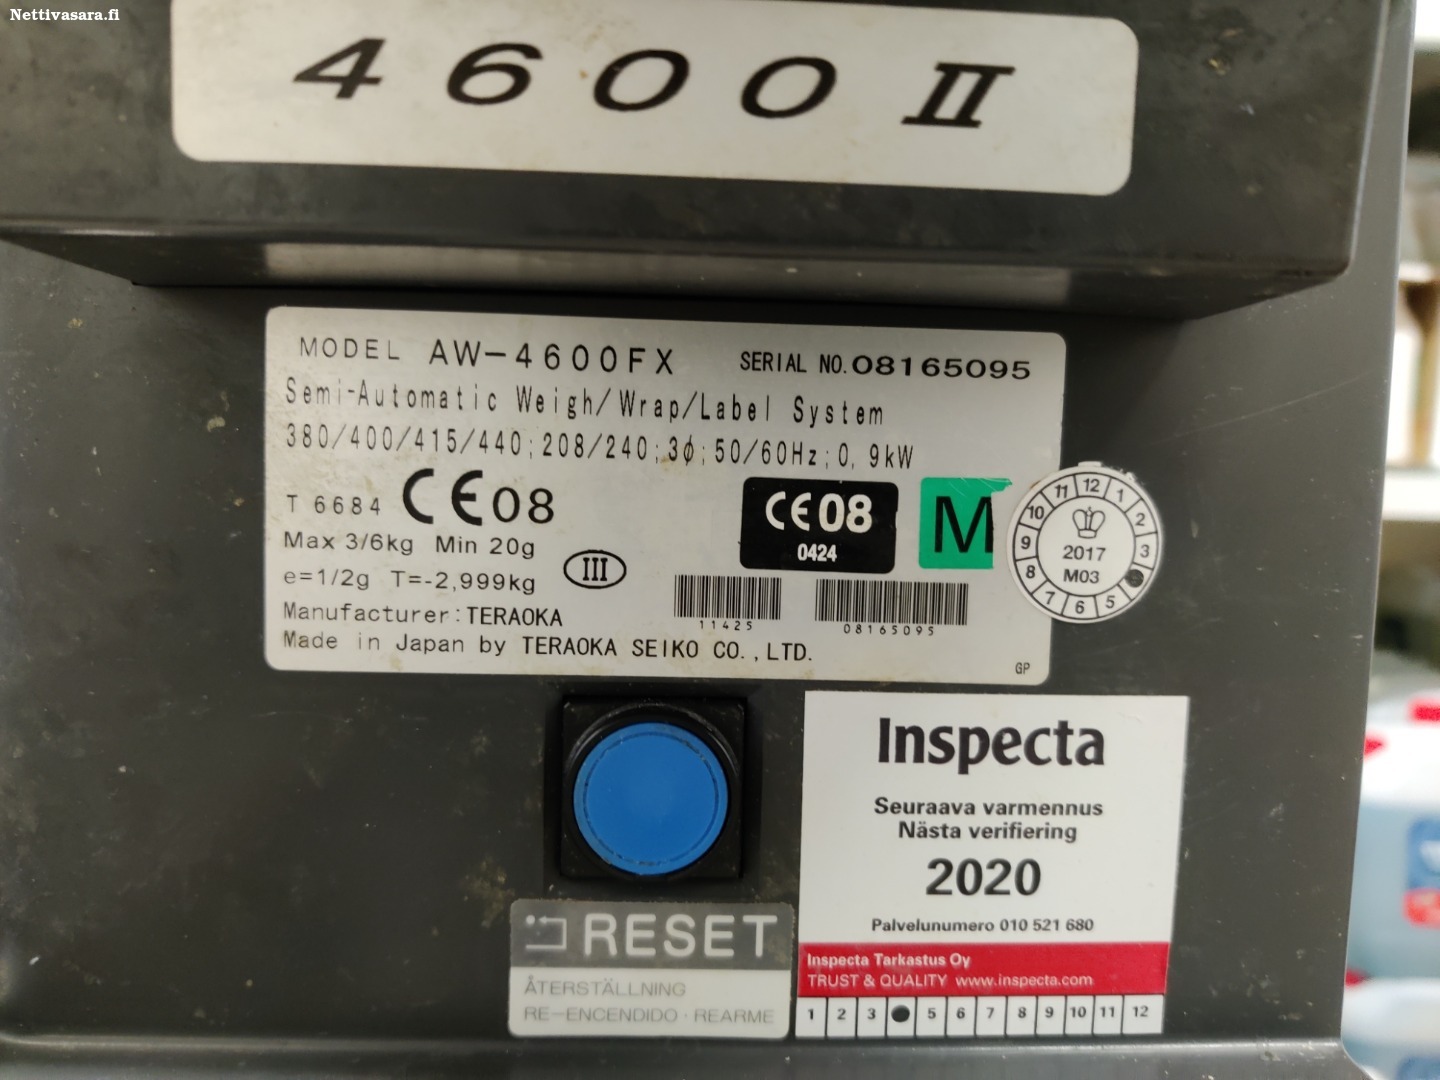 Nettivasara.fi
4600 II
MODEL AW-4600FX SERIAL NO. 08165095
Semi-Automatic Weigh/Wrap/Label System
380/400/415/440;208/240;3ϕ;50/60Hz;0,9kW
T 6684 CE08
CE08
0424
M
Max 3/6kg Min 20g
III
e=1/2g T=-2,999kg
Manufacturer:TERAOKA
11425
08165095
Made in Japan by TERAOKA SEIKO CO.,LTD.
GP
11 12 1 2 3 5 6 7 8 9 10
2017
M03
Inspecta
Seuraava varmennus
Nästa verifiering
2020
Palvelunumero 010 521 680
Inspecta Tarkastus Oy
TRUST & QUALITY www.inspecta.com
1 2 3 5 6 7 8 9 10 11 12
RESET
ÅTERSTÄLLNING
RE-ENCENDIDO · REARME